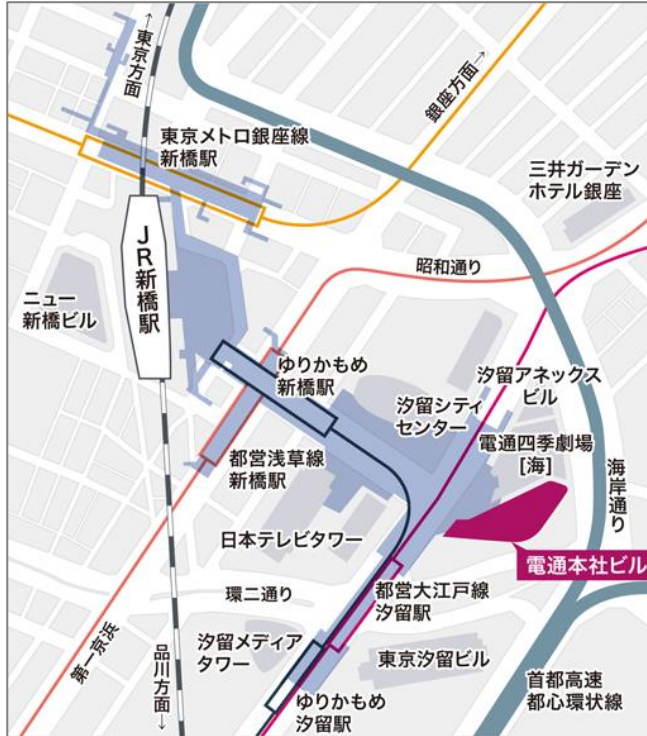 ←東京方面
東京メトロ銀座線
新橋駅
銀座方面→
三井ガーデン
ホテル銀座
JR新橋駅
昭和通り
ニュー
新橋ビル
ゆりかもめ
新橋駅
汐留シティ
センター
汐留アネックス
ビル
電通四季劇場
[海]
海岸通り
都営浅草線
新橋駅
日本テレビタワー
電通本社ビル
環二通り
都営大江戸線
汐留駅
第一京浜
品川方面→
汐留メディア
タワー
東京汐留ビル
ゆりかもめ
汐留駅
首都高速
都心環状線